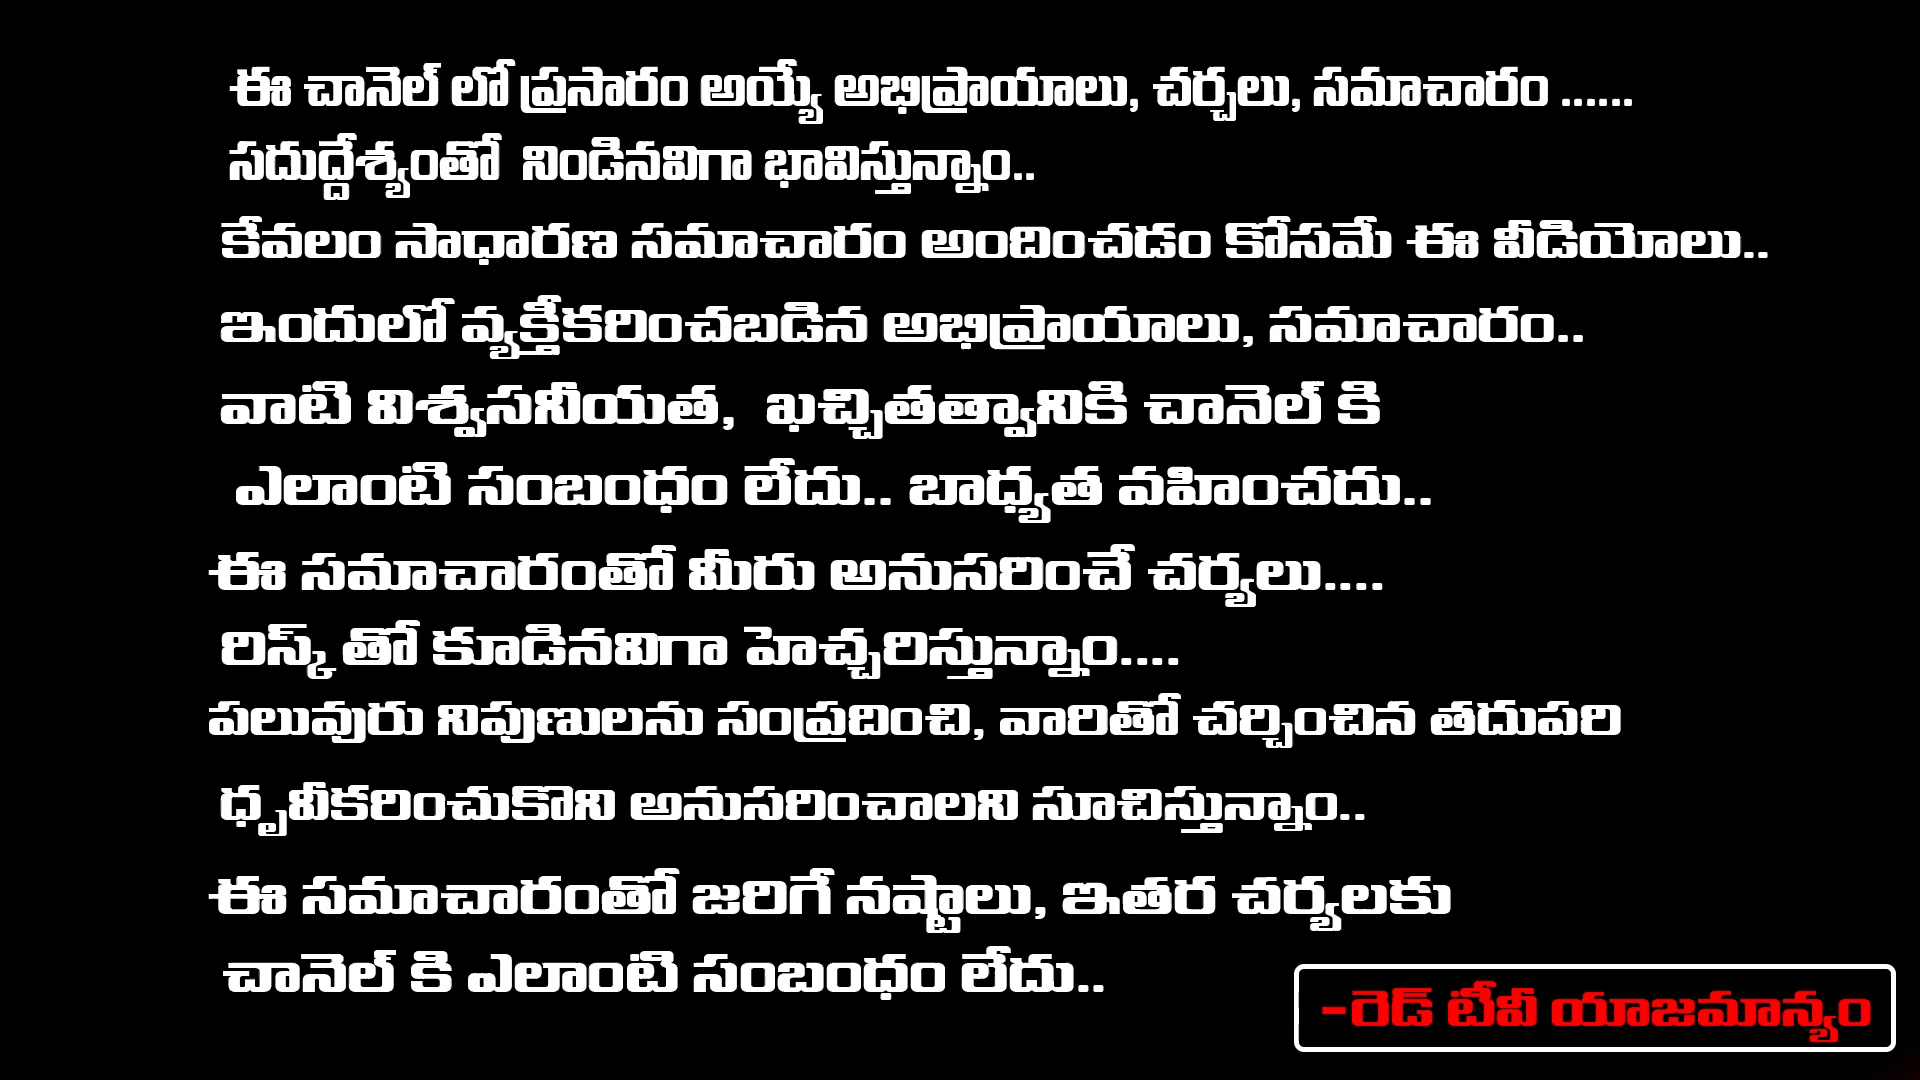 ఈ చానెల్ లో ప్రసారం అయ్యే అభిప్రాయాలు, చర్చలు, సమాచారం ......
సదుద్దేశ్యంతో నిండినవిగా భావిస్తున్నాం..
కేవలం సాధారణ సమాచారం అందించడం కోసమే ఈ వీడియోలు..
ఇందులో వ్యక్తీకరించబడిన అభిప్రాయాలు, సమాచారం..
వాటి విశ్వసనీయత, ఖచ్చితత్వానికి చానెల్ కి
ఎలాంటి సంబంధం లేదు.. బాధ్యత వహించదు..
ఈ సమాచారంతో మీరు అనుసరించే చర్యలు....
రిస్క్ తో కూడినవిగా హెచ్చరిస్తున్నాం....
పలువురు నిపుణులను సంప్రదించి, వారితో చర్చించిన తదుపరి
ధృవీకరించుకొని అనుసరించాలని సూచిస్తున్నాం..
ఈ సమాచారంతో జరిగే నష్టాలు, ఇతర చర్యలకు
చానెల్ కి ఎలాంటి సంబంధం లేదు..
-రెడ్ టీవీ యాజమాన్యం